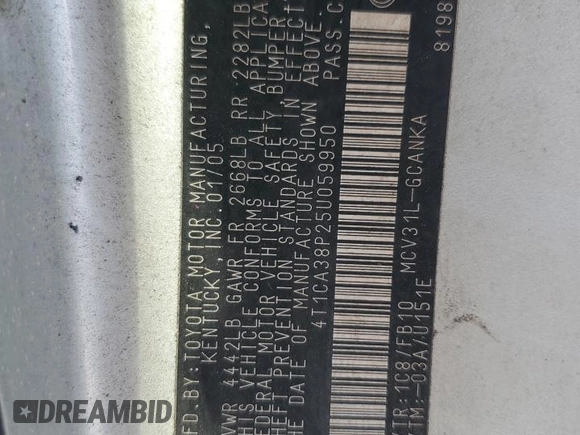 MFD. BY:TOYOTA MOTOR MANUFACTURING,
KENTUCKY, INC. 01/05
GVWR 4442LB GAWR FR 2668LB RR 2282LB
THIS VEHICLE CONFORMS TO ALL APPLICA
FEDERAL MOTOR VEHICLE SAFETY, BUMPER,
THEFT PREVENTION STANDARDS IN EFFECT
THE DATE OF MANUFACTURE SHOWN ABOVE.
4T1CA38P25U059950 PASS.C
C/TR:1C8/FB10 MCV31L-GCANKA
A/TM:-03A/U151E 8198
DREAMBID